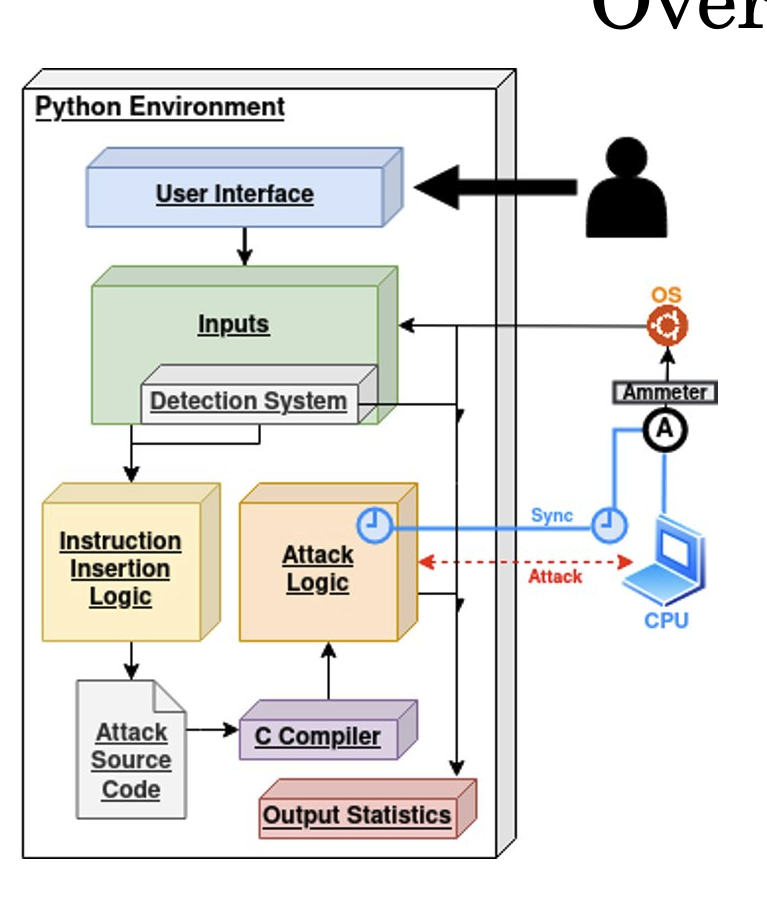 Over
Python Environment
User Interface
OS
Inputs
Ammeter
Detection System
A
Sync
Instruction
Insertion
Logic
Attack
Logic
Attack
CPU
Attack
Source
Code
C Compiler
Output Statistics